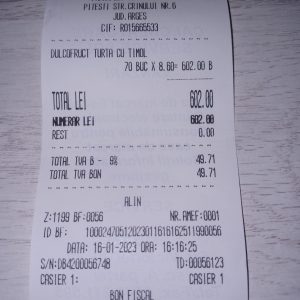 PITESTI STR.CRINULUI NR.6
JUD.ARGES
CIF: RO15665533
DULCOFRUCT TURTA CU TIMOL
70 BUC X 8.60= 602.00 B
TOTAL LEI 602.00
NUMERAR LEI 602.00
REST 0.00
TOTAL TVA B - 9% 49.71
TOTAL TVA BON 49.71
ALIN
Z:1199 BF:0056 NR.AMEF:0001
ID BF: 10002470512023011616162511990056
DATA: 16-01-2023 ORA: 16:16:25
S/N:DB4200056748 TD:00056123
CASIER 1: CASIER 1
BON FISCAL